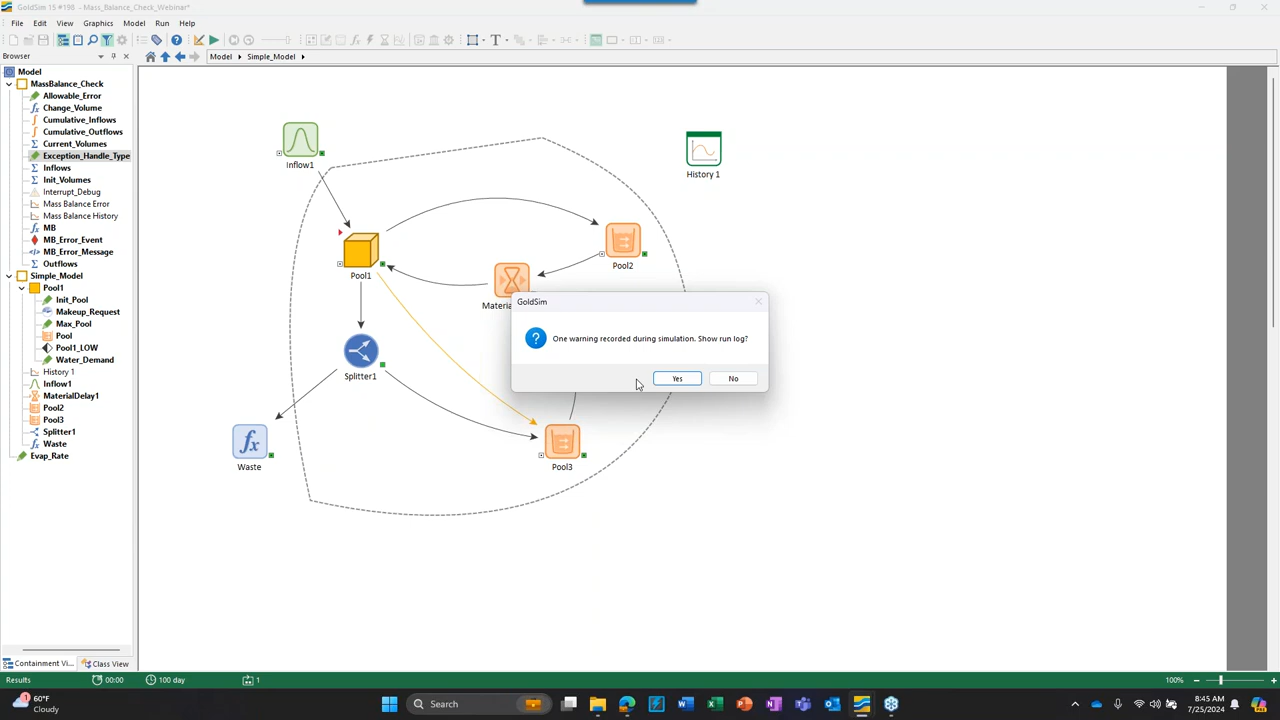 GoldSim 15 #198 - Mass_Balance_Check_Webinar*
File Edit View Graphics Model Run Help
Browser
Model Simple_Model
Model
MassBalance_Check
Allowable_Error
Change_Volume
Cumulative_Inflows
Cumulative_Outflows
Current_Volumes
Exception_Handle_Type
Inflows
Init_Volumes
Interrupt_Debug
Mass Balance Error
Mass Balance History
MB
MB_Error_Event
MB_Error_Message
Outflows
Simple_Model
Pool1
Init_Pool
Makeup_Request
Max_Pool
Pool
Pool1_LOW
Water_Demand
History 1
Inflow1
MaterialDelay1
Pool2
Pool3
Splitter1
Waste
Evap_Rate
Inflow1
History 1
Pool1
Pool2
Materia
Splitter1
Waste
Pool3
GoldSim
One warning recorded during simulation. Show run log?
Yes No
Containment Vi... Class View
Results 00:00 100 day 1 100%
1 60°F
Cloudy
Search
8:45 AM
7/25/2024